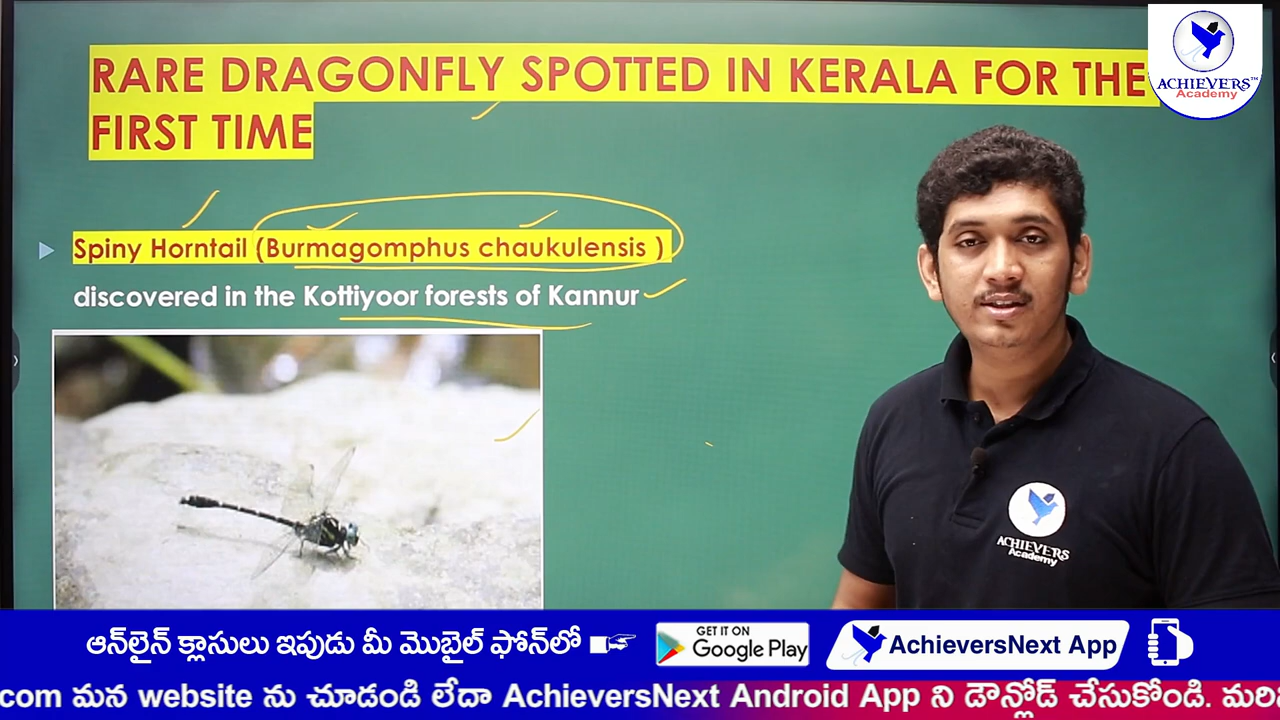 RARE DRAGONFLY SPOTTED IN KERALA FOR THE
FIRST TIME
ACHIEVERS™
Academy
Spiny Horntail (Burmagomphus chaukulensis )
discovered in the Kottiyoor forests of Kannur
ACHIEVERS
Academy
ఆన్‌లైన్ క్లాసులు ఇపుడు మీ మొబైల్ ఫోన్‌లో
GET IT ON
Google Play
AchieversNext App
.com మన website ను చూడండి లేదా AchieversNext Android App ని డౌన్లోడ్ చేసుకోండి.